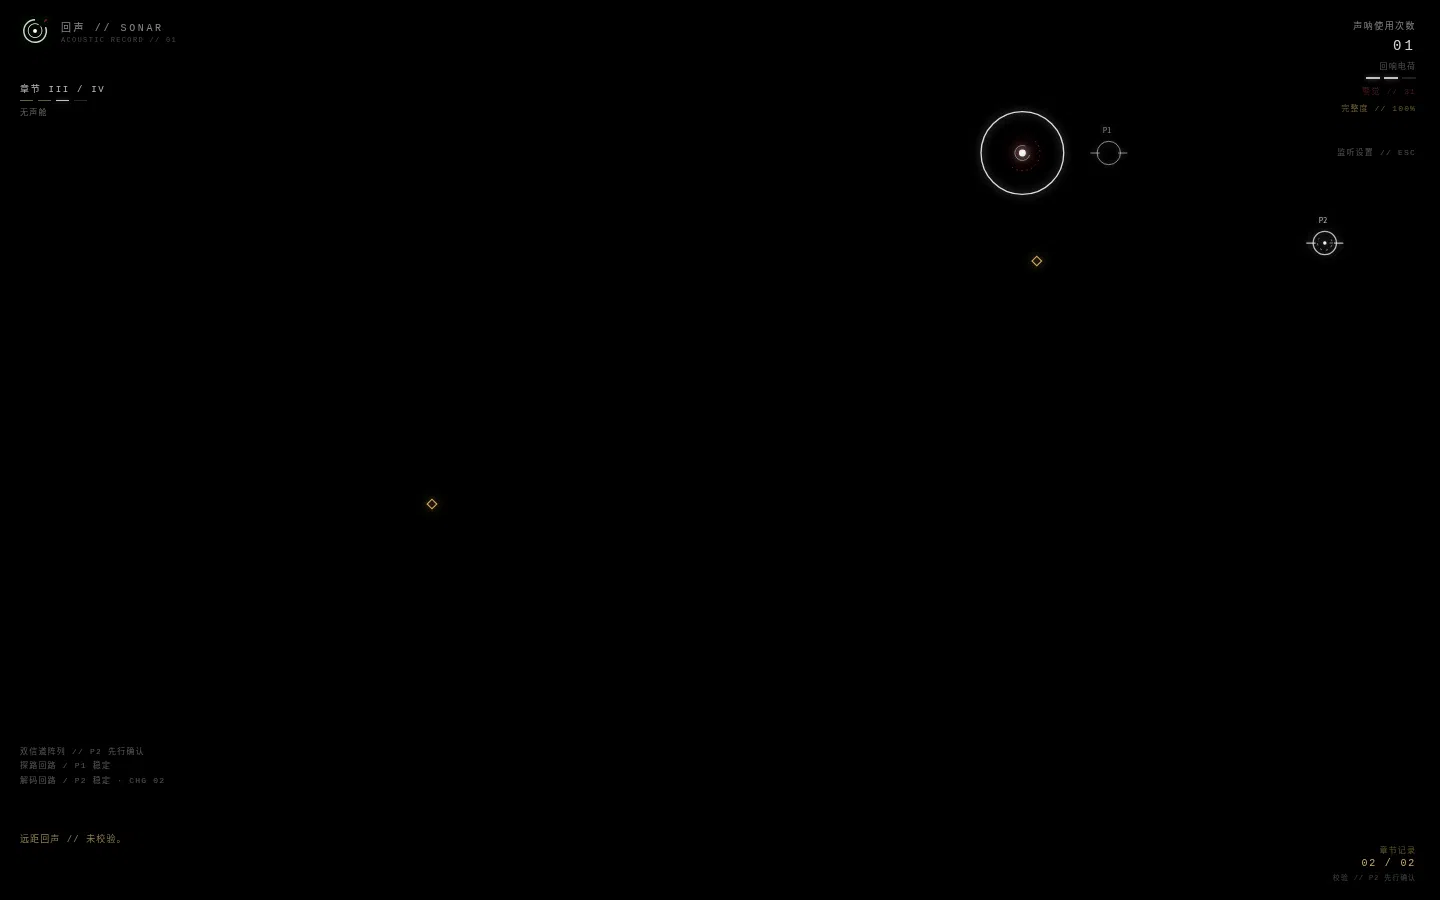 回声 // SONAR
ACOUSTIC RECORD // 01
章节 III / IV
无声舱
声呐使用次数
01
回响电荷
警觉 // 01
完整度 // 100%
监听设置 // ESC
P1
P2
双信道阵列 // P2 先行确认
探路回路 / P1 稳定
解码回路 / P2 稳定 · CHG 02
远距回声 // 未校验。
章节记录
02 / 02
校验 // P2 先行确认